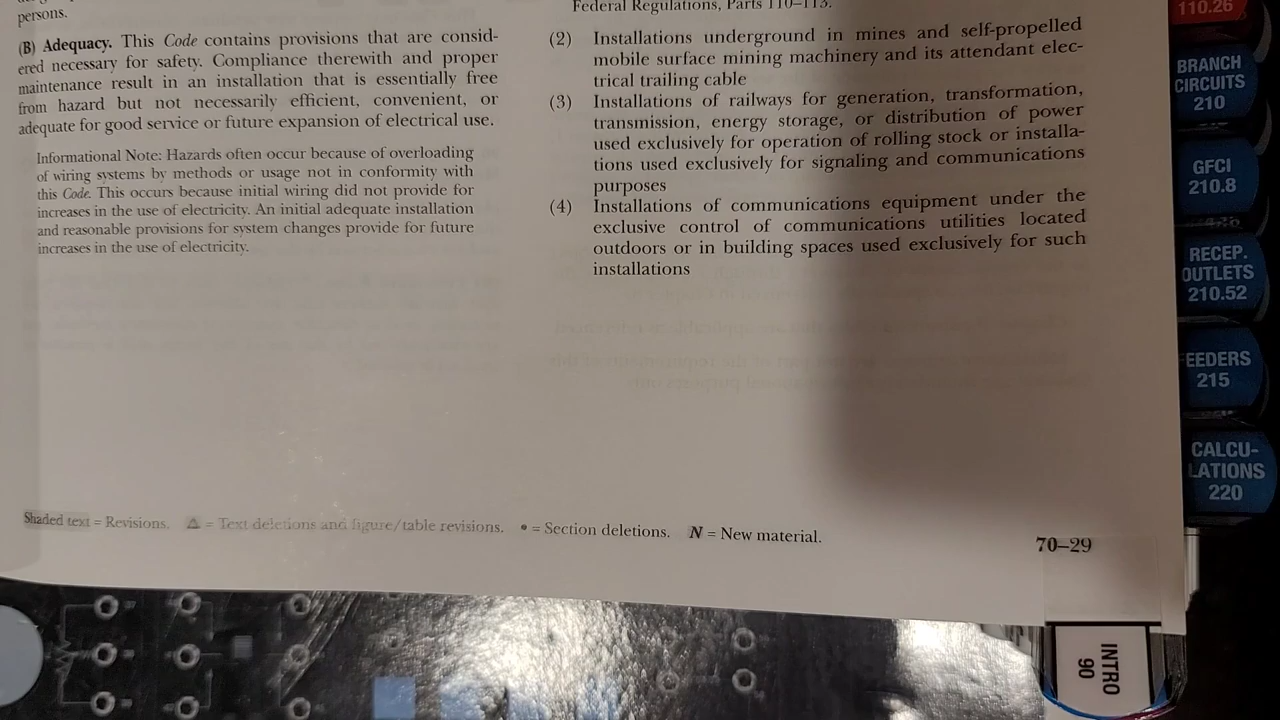 persons.
(B) Adequacy. This Code contains provisions that are consid-
ered necessary for safety. Compliance therewith and proper
maintenance result in an installation that is essentially free
from hazard but not necessarily efficient, convenient, or
adequate for good service or future expansion of electrical use.
Informational Note: Hazards often occur because of overloading
of wiring systems by methods or usage not in conformity with
this Code. This occurs because initial wiring did not provide for
increases in the use of electricity. An initial adequate installation
and reasonable provisions for system changes provide for future
increases in the use of electricity.
Federal Regulations, Parts 110–113.
(2) Installations underground in mines and self-propelled
mobile surface mining machinery and its attendant elec-
trical trailing cable
(3) Installations of railways for generation, transformation,
transmission, energy storage, or distribution of power
used exclusively for operation of rolling stock or installa-
tions used exclusively for signaling and communications
purposes
(4) Installations of communications equipment under the
exclusive control of communications utilities located
outdoors or in building spaces used exclusively for such
installations
Shaded text = Revisions. Δ = Text deletions and figure/table revisions. • = Section deletions. N = New material.
70–29
110.26
BRANCH
CIRCUITS
210
GFCI
210.8
RECEP.
OUTLETS
210.52
EEDERS
215
CALCU-
LATIONS
220
INTRO
90